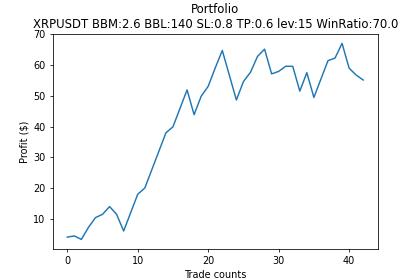 Portfolio
XRPUSDT BBM:2.6 BBL:140 SL:0.8 TP:0.6 lev:15 WinRatio:70.0
70
60
50
40
30
20
10
Profit ($)
0 10 20 30 40
Trade counts